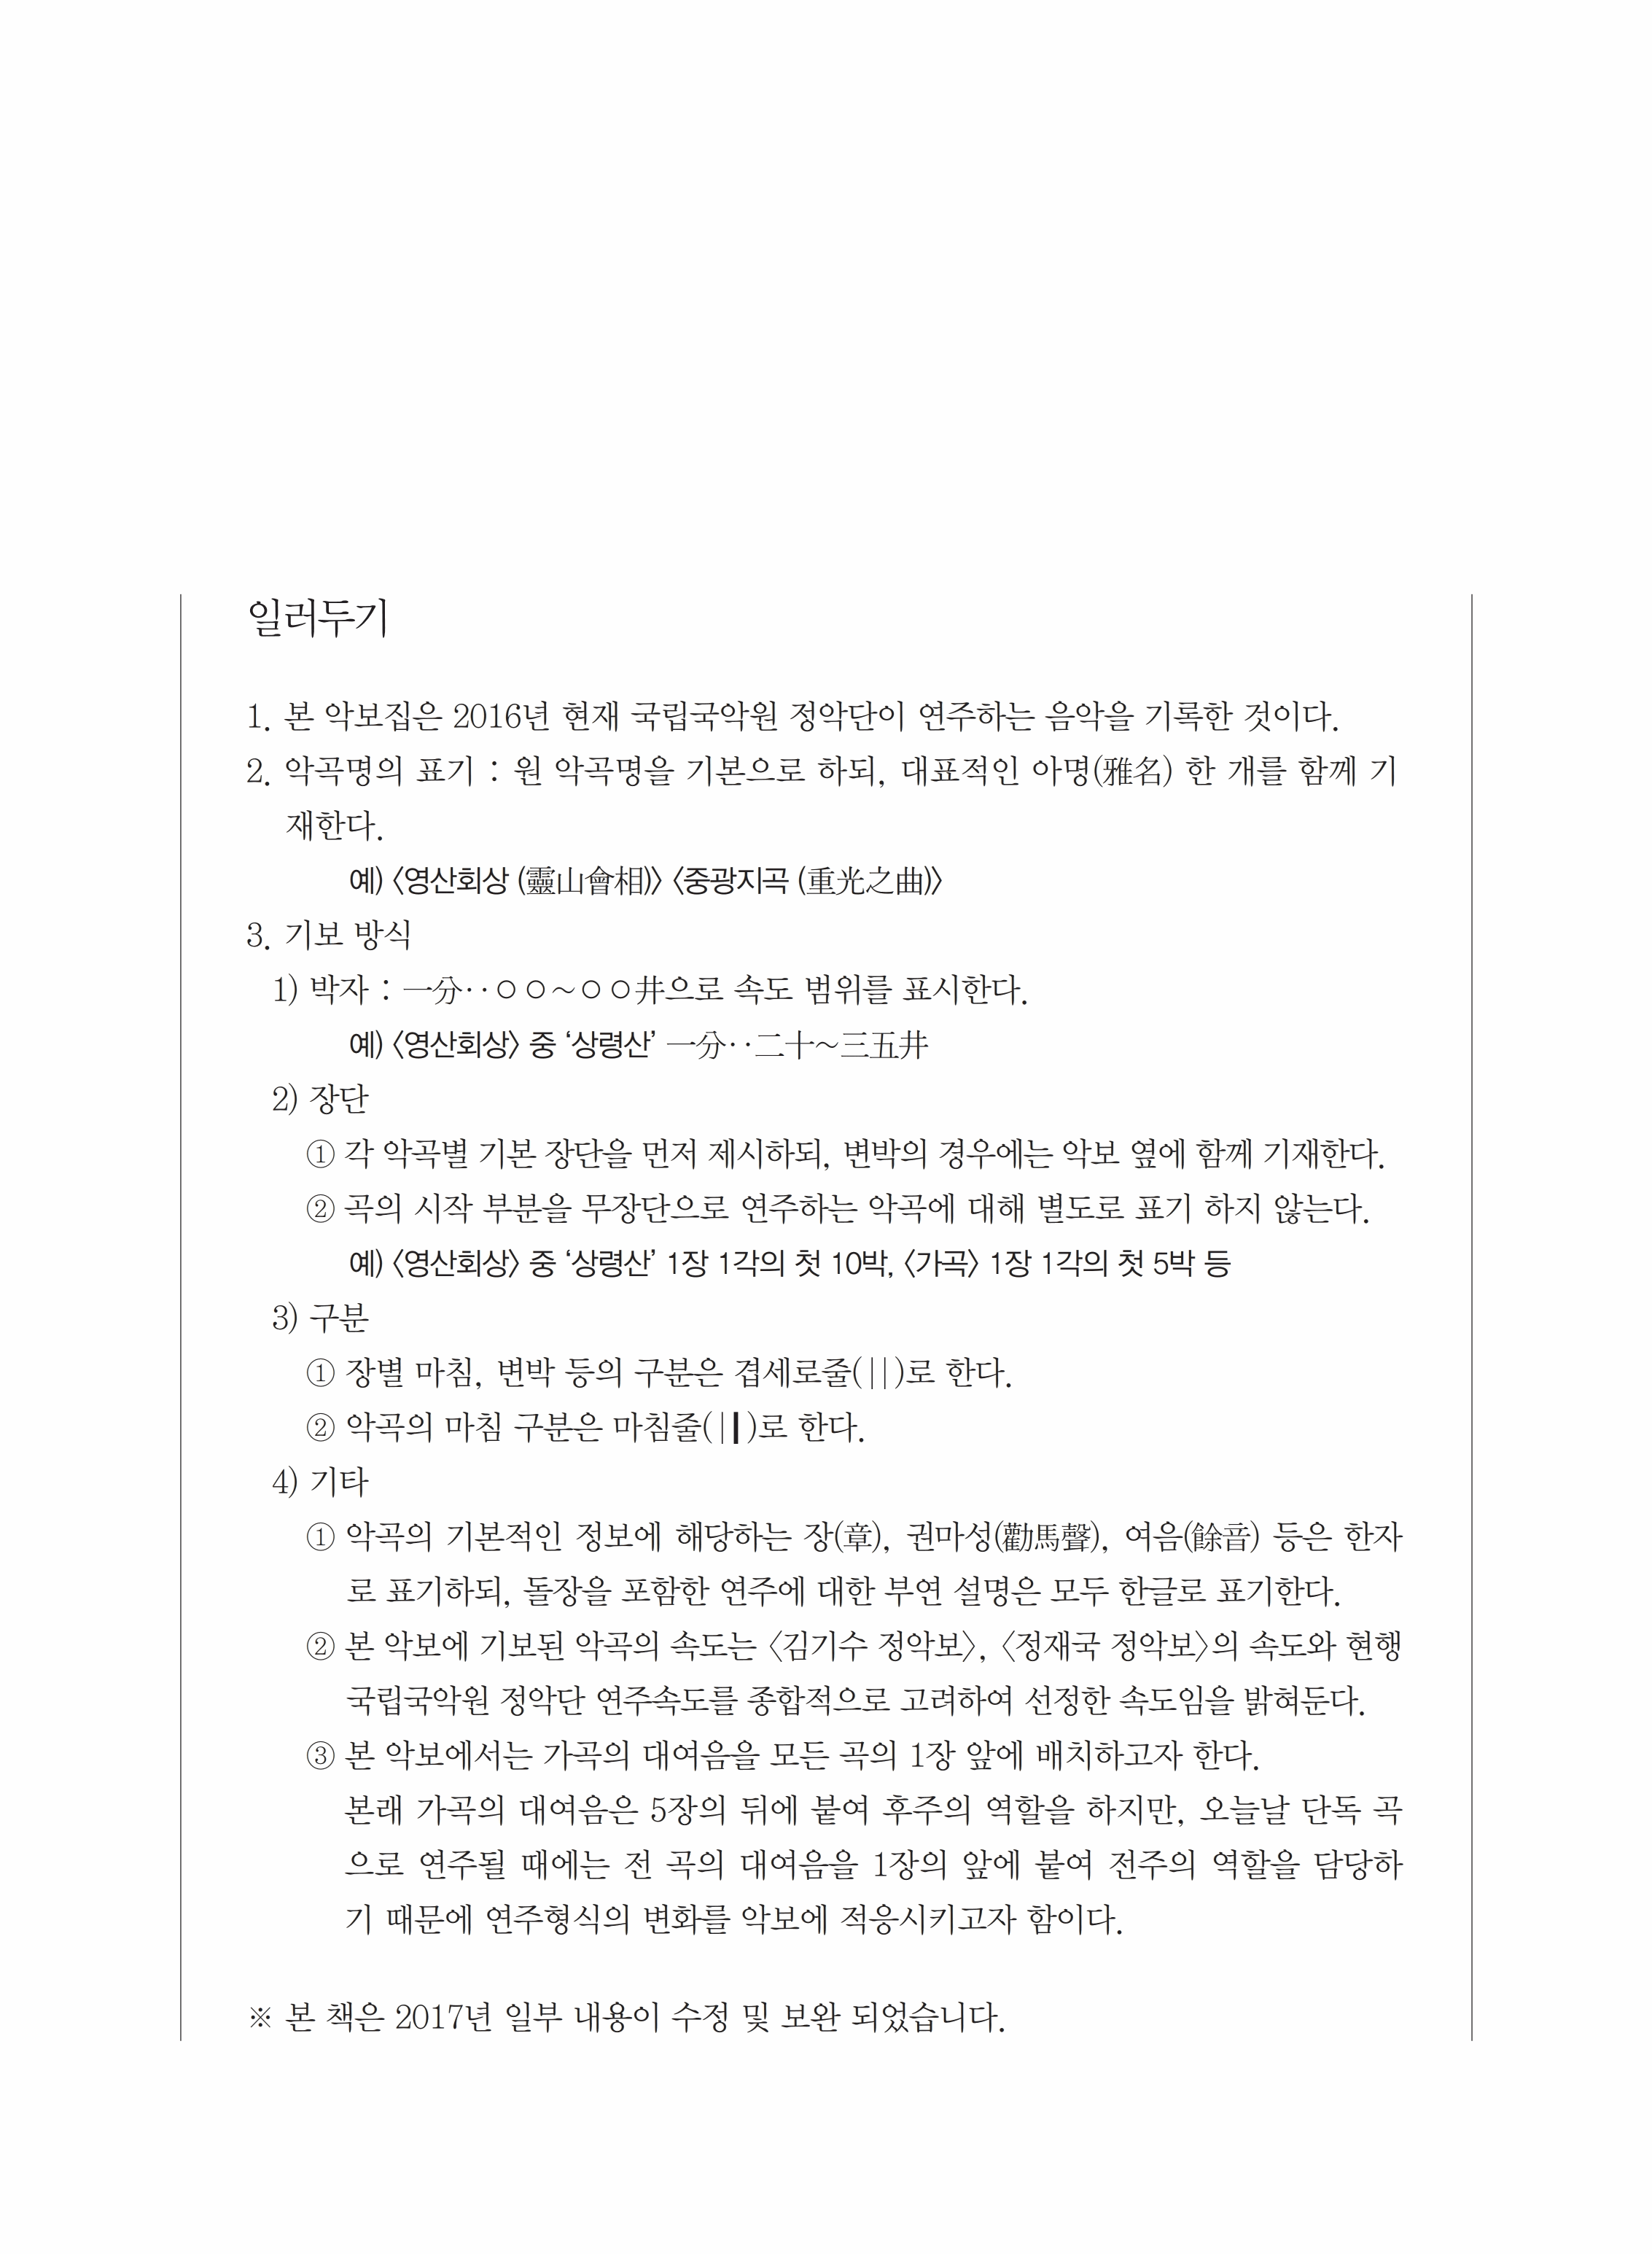 일러두기
1. 본 악보집은 2016년 현재 국립국악원 정악단이 연주하는 음악을 기록한 것이다.
2. 악곡명의 표기 : 원 악곡명을 기본으로 하되, 대표적인 아명(雅名) 한 개를 함께 기
재한다.
예) 〈영산회상 (靈山會相)〉 〈중광지곡 (重光之曲)〉
3. 기보 방식
1) 박자 : 一分‥○○~○○井으로 속도 범위를 표시한다.
예) 〈영산회상〉 중 ‘상령산’ 一分‥二十~三五井
2) 장단
① 각 악곡별 기본 장단을 먼저 제시하되, 변박의 경우에는 악보 옆에 함께 기재한다.
② 곡의 시작 부분을 무장단으로 연주하는 악곡에 대해 별도로 표기 하지 않는다.
예) 〈영산회상〉 중 ‘상령산’ 1장 1각의 첫 10박, 〈가곡〉 1장 1각의 첫 5박 등
3) 구분
① 장별 마침, 변박 등의 구분은 겹세로줄(||)로 한다.
② 악곡의 마침 구분은 마침줄(|┃)로 한다.
4) 기타
① 악곡의 기본적인 정보에 해당하는 장(章), 권마성(勸馬聲), 여음(餘音) 등은 한자
로 표기하되, 돌장을 포함한 연주에 대한 부연 설명은 모두 한글로 표기한다.
② 본 악보에 기보된 악곡의 속도는 〈김기수 정악보〉, 〈정재국 정악보〉의 속도와 현행
국립국악원 정악단 연주속도를 종합적으로 고려하여 선정한 속도임을 밝혀둔다.
③ 본 악보에서는 가곡의 대여음을 모든 곡의 1장 앞에 배치하고자 한다.
본래 가곡의 대여음은 5장의 뒤에 붙여 후주의 역할을 하지만, 오늘날 단독 곡
으로 연주될 때에는 전 곡의 대여음을 1장의 앞에 붙여 전주의 역할을 담당하
기 때문에 연주형식의 변화를 악보에 적응시키고자 함이다.
※ 본 책은 2017년 일부 내용이 수정 및 보완 되었습니다.